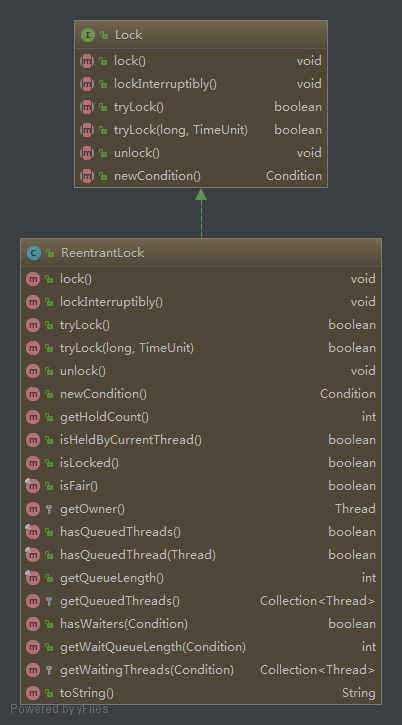 I Lock
m lock() void
m lockInterruptibly() void
m tryLock() boolean
m tryLock(long, TimeUnit) boolean
m unlock() void
m newCondition() Condition
C ReentrantLock
m lock() void
m lockInterruptibly() void
m tryLock() boolean
m tryLock(long, TimeUnit) boolean
m unlock() void
m newCondition() Condition
m getHoldCount() int
m isHeldByCurrentThread() boolean
m isLocked() boolean
m isFair() boolean
m getOwner() Thread
m hasQueuedThreads() boolean
m hasQueuedThread(Thread) boolean
m getQueueLength() int
m getQueuedThreads() Collection<Thread>
m hasWaiters(Condition) boolean
m getWaitQueueLength(Condition) int
m getWaitingThreads(Condition) Collection<Thread>
m toString() String
Powered by yFiles